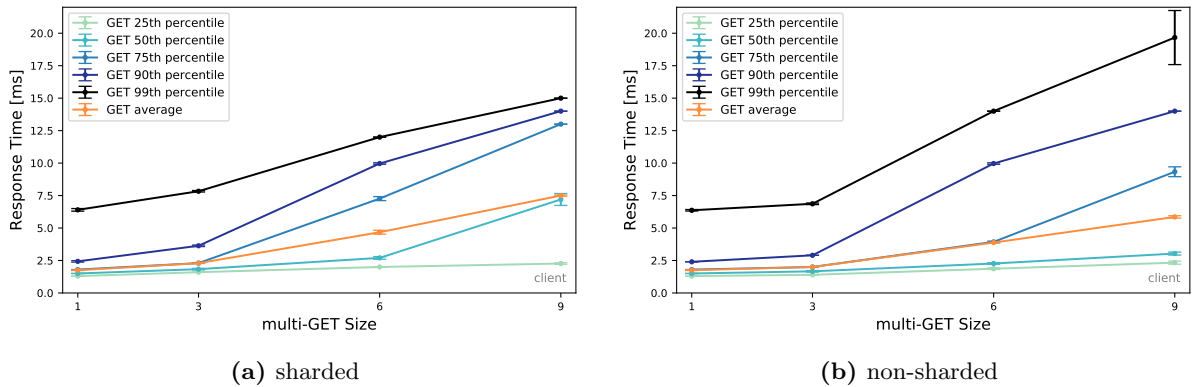 GET 25th percentile
GET 50th percentile
GET 75th percentile
GET 90th percentile
GET 99th percentile
GET average
Response Time [ms]
20.0
17.5
15.0
12.5
10.0
7.5
5.0
2.5
0.0
client
1 3 6 9
multi-GET Size
(a) sharded
GET 25th percentile
GET 50th percentile
GET 75th percentile
GET 90th percentile
GET 99th percentile
GET average
Response Time [ms]
20.0
17.5
15.0
12.5
10.0
7.5
5.0
2.5
0.0
client
1 3 6 9
multi-GET Size
(b) non-sharded